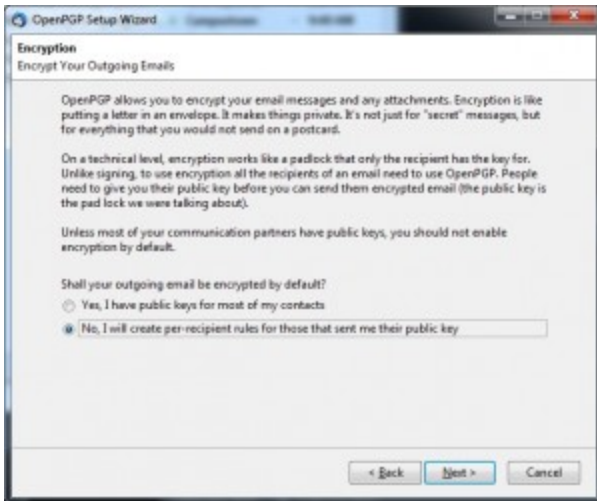 OpenPGP Setup Wizard
Encryption
Encrypt Your Outgoing Emails
OpenPGP allows you to encrypt your email messages and any attachments. Encryption is like
putting a letter in an envelope. It makes things private. It's not just for "secret" messages, but
for everything that you would not send on a postcard.
On a technical level, encryption works like a padlock that only the recipient has the key for.
Unlike signing, to use encryption all the recipients of an email need to use OpenPGP. People
need to give you their public key before you can send them encrypted email (the public key is
the pad lock we were talking about).
Unless most of your communication partners have public keys, you should not enable
encryption by default.
Shall your outgoing email be encrypted by default?
Yes, I have public keys for most of my contacts
No, I will create per-recipient rules for those that sent me their public key
< Back Next > Cancel